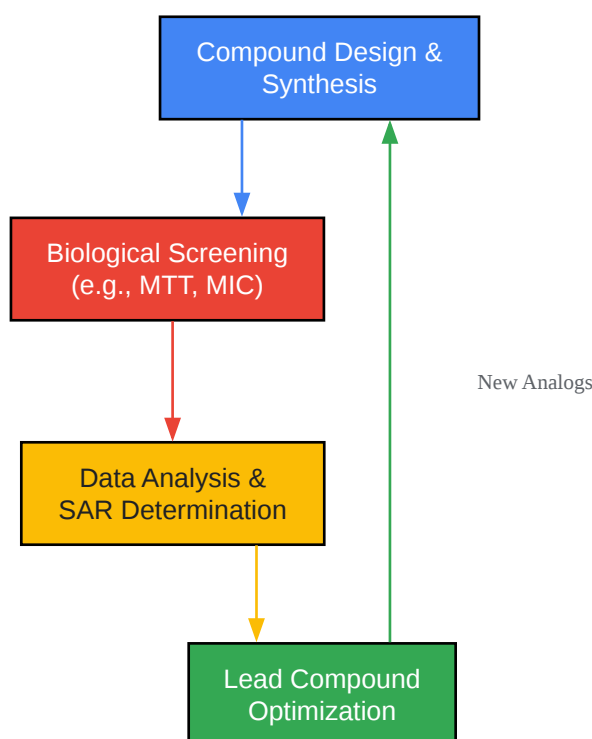 Compound Design &
Synthesis
Biological Screening
(e.g., MTT, MIC)
New Analogs
Data Analysis &
SAR Determination
Lead Compound
Optimization